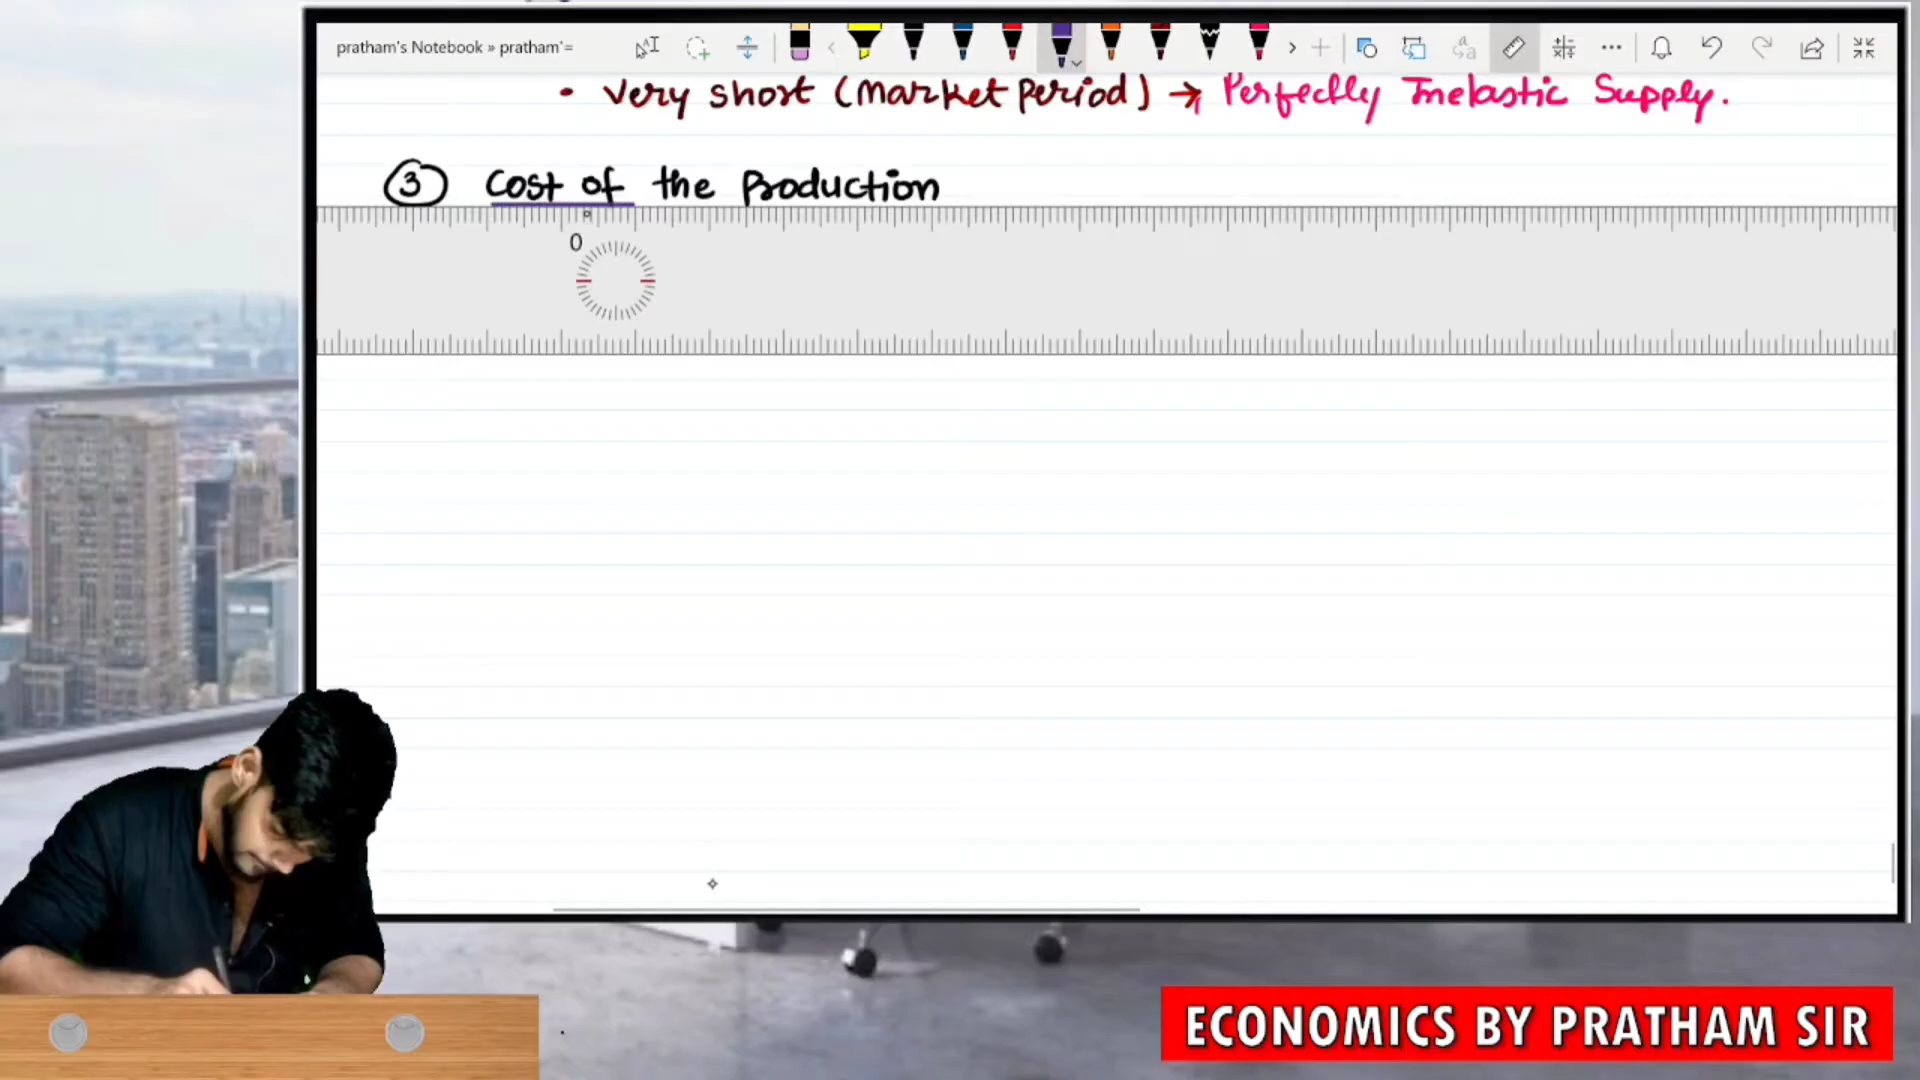 pratham's Notebook » pratham'=
• Very short (Market Period) → Perfectly Inelastic Supply.
③ Cost of the Production
0
ECONOMICS BY PRATHAM SIR